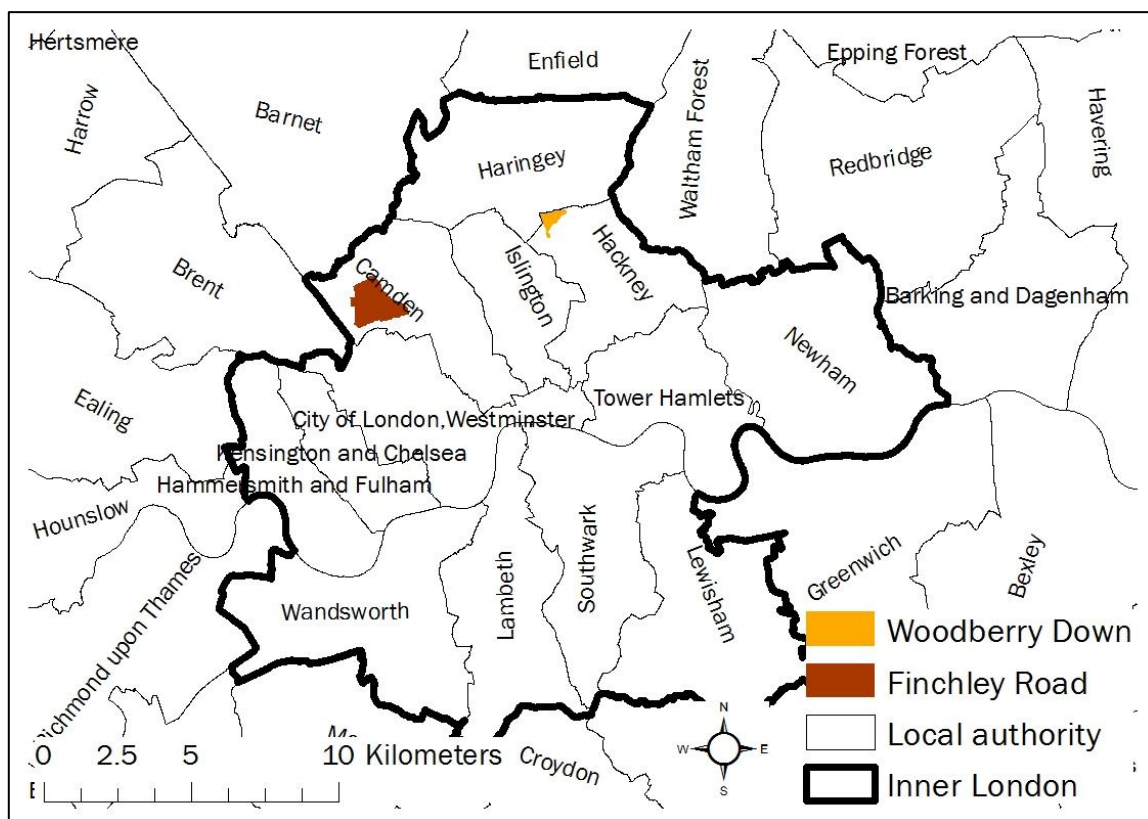 Hertsmere
Enfield
Epping Forest
Harrow
Barnet
Waltham Forest
Havering
Haringey
Redbridge
Brent
Camden
Islington
Hackney
Barking and Dagenham
Newham
Ealing
Tower Hamlets
City of London,Westminster
Kensington and Chelsea
Hammersmith and Fulham
Hounslow
Richmond upon Thames
Wandsworth
Lambeth
Southwark
Lewisham
Greenwich
Bexley
Croydon
Woodberry Down
Finchley Road
Local authority
Inner London
0 2.5 5 10 Kilometers
N
W E
S